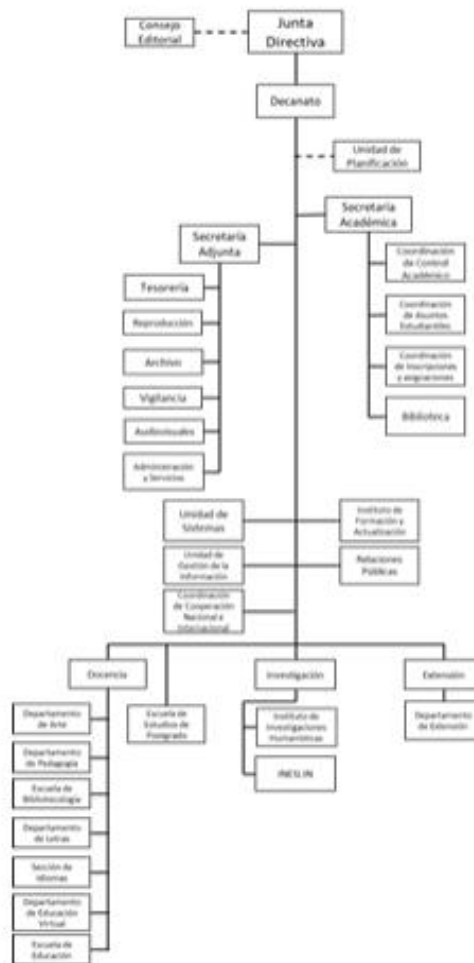 Consejo
Editorial
Junta
Directiva
Decanato
Unidad de
Planificación
Secretaría
Académica
Secretaría
Adjunta
Coordinación
de Control
Académico
Tesorería
Coordinación
de Asuntos
Estudiantiles
Reproducción
Archivo
Coordinación
de Inscripciones
y asignaciones
Vigilancia
Biblioteca
Audiovisuales
Administración
y Servicios
Unidad de
Sistemas
Instituto de
Formación y
Actualización
Unidad de
Gestión de la
Información
Relaciones
Públicas
Coordinación
de Cooperación
Nacional e
Internacional
Docencia
Investigación
Extensión
Departamento
de Arte
Escuela de
Estudios de
Postgrado
Instituto de
Investigaciones
Humanísticas
Departamento
de Extensión
Departamento
de Pedagogía
INESLIN
Escuela de
Bibliotecología
Departamento
de Letras
Sección de
Idiomas
Departamento
de Educación
Virtual
Escuela de
Educación